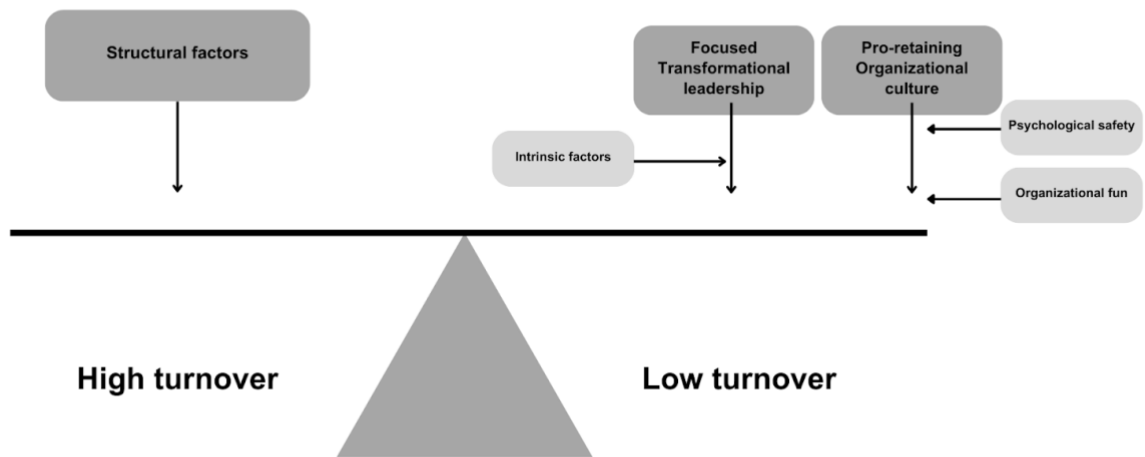 Structural factors
Focused
Transformational
leadership
Pro-retaining
Organizational
culture
Psychological safety
Intrinsic factors
Organizational fun
High turnover
Low turnover